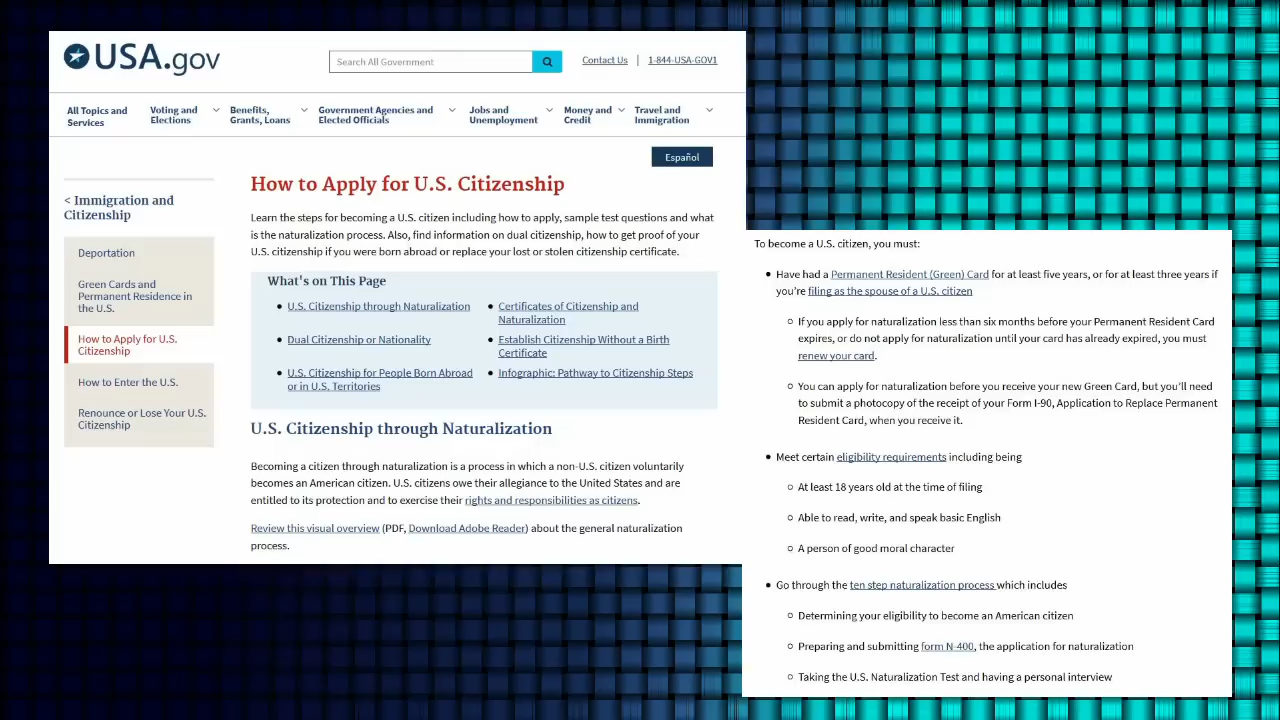 USA.gov
Search All Government
Contact Us | 1-844-USA-GOV1
All Topics and
Services
Voting and
Elections
Benefits,
Grants, Loans
Government Agencies and
Elected Officials
Jobs and
Unemployment
Money and
Credit
Travel and
Immigration
Español
< Immigration and
Citizenship
Deportation
Green Cards and
Permanent Residence in
the U.S.
How to Apply for U.S.
Citizenship
How to Enter the U.S.
Renounce or Lose Your U.S.
Citizenship
How to Apply for U.S. Citizenship
Learn the steps for becoming a U.S. citizen including how to apply, sample test questions and what
is the naturalization process. Also, find information on dual citizenship, how to get proof of your
U.S. citizenship if you were born abroad or replace your lost or stolen citizenship certificate.
What's on This Page
• U.S. Citizenship through Naturalization
• Dual Citizenship or Nationality
• U.S. Citizenship for People Born Abroad
or in U.S. Territories
• Certificates of Citizenship and
Naturalization
• Establish Citizenship Without a Birth
Certificate
• Infographic: Pathway to Citizenship Steps
U.S. Citizenship through Naturalization
Becoming a citizen through naturalization is a process in which a non-U.S. citizen voluntarily
becomes an American citizen. U.S. citizens owe their allegiance to the United States and are
entitled to its protection and to exercise their rights and responsibilities as citizens.
Review this visual overview (PDF, Download Adobe Reader) about the general naturalization
process.
To become a U.S. citizen, you must:
• Have had a Permanent Resident (Green) Card for at least five years, or for at least three years if
you're filing as the spouse of a U.S. citizen
○ If you apply for naturalization less than six months before your Permanent Resident Card
expires, or do not apply for naturalization until your card has already expired, you must
renew your card.
○ You can apply for naturalization before you receive your new Green Card, but you'll need
to submit a photocopy of the receipt of your Form I-90, Application to Replace Permanent
Resident Card, when you receive it.
• Meet certain eligibility requirements including being
○ At least 18 years old at the time of filing
○ Able to read, write, and speak basic English
○ A person of good moral character
• Go through the ten step naturalization process which includes
○ Determining your eligibility to become an American citizen
○ Preparing and submitting form N-400, the application for naturalization
○ Taking the U.S. Naturalization Test and having a personal interview